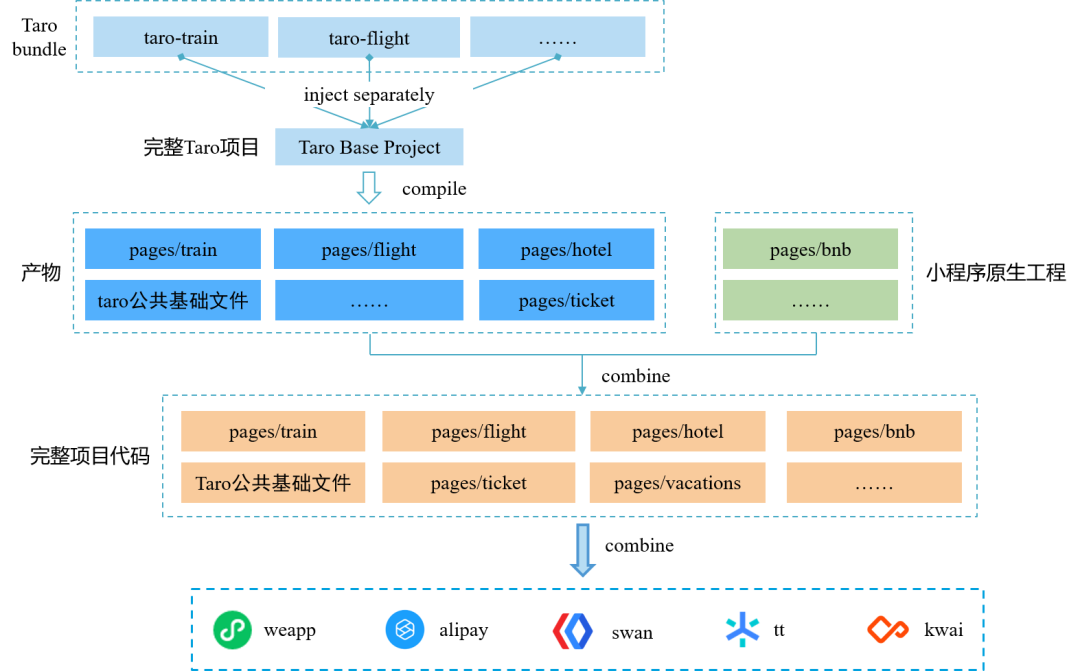 Taro
bundle
taro-train
taro-flight
……
inject separately
完整Taro项目
Taro Base Project
compile
产物
pages/train
pages/flight
pages/hotel
taro公共基础文件
……
pages/ticket
pages/bnb
……
小程序原生工程
combine
完整项目代码
pages/train
pages/flight
pages/hotel
pages/bnb
Taro公共基础文件
pages/ticket
pages/vacations
……
combine
weapp
alipay
swan
tt
kwai